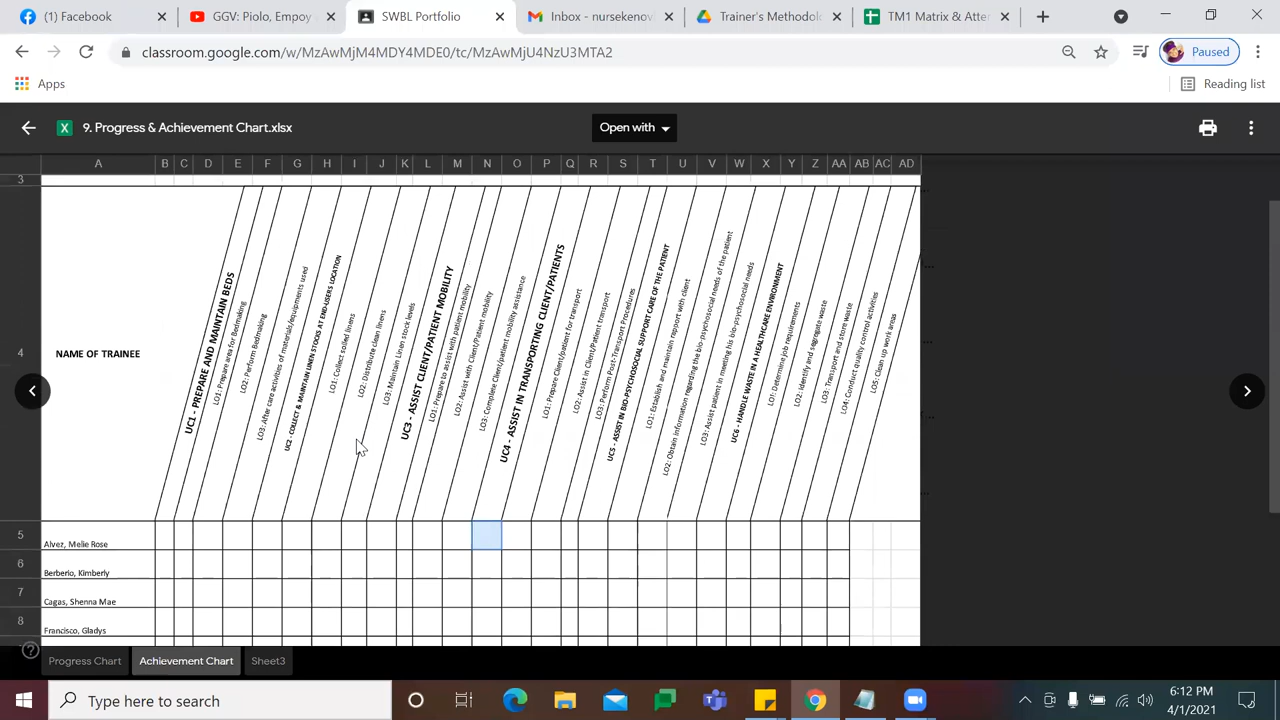 Facebook
GGV: Piolo, Empoy
SWBL Portfolio
Inbox - nursekenov
Trainer's Methodol
TM1 Matrix & Atter
classroom.google.com/w/MzAwMjM4MDY4MDE0/tc/MzAwMjU4NzU3MTA2
Paused
Apps
Reading list
9. Progress & Achievement Chart.xlsx
Open with
A B C D E F G H I J K L M N O P Q R S T U V W X Y Z AA AB AC AD
3
4
NAME OF TRAINEE
UC1 - PREPARE AND MAINTAIN BEDS
LO1: Prepare area for Bedmaking
LO2: Perform Bedmaking
LO3: After care activities of materials/equipments used
UC2 - COLLECT & MAINTAIN LINEN STOCKS AT END-USERS LOCATION
LO1: Collect soiled linens
LO2: Distribute clean linens
LO3: Maintain Linen stock levels
UC3 - ASSIST CLIENT/PATIENT MOBILITY
LO1: Prepare to assist with patient mobility
LO2: Assist with Client/Patient mobility
LO3: Complete Client/patient mobility assistance
UC4 - ASSIST IN TRANSPORTING CLIENT/PATIENTS
LO1: Prepare Client/patient for transport
LO2: Assist in Client/Patient transport
LO3: Perform Post-Transport Procedures
UC5 - ASSIST IN BIO-PSYCHOSOCIAL SUPPORT CARE OF THE PATIENT
LO1: Establish and maintain rapport with client
LO2: Obtain information regarding the bio-psychosocial needs of the patient
LO3: Assist patient in meeting his bio-psychosocial needs
UC6 - HANDLE WASTE IN A HEALTHCARE ENVIRONMENT
LO1: Determine job requirements
LO2: Identify and segregate waste
LO3: Transport and store waste
LO4: Conduct quality control activities
LO5: Clean up work areas
5 Alvez, Melie Rose
6 Berberio, Kimberly
7 Cagas, Shenna Mae
8 Francisco, Gladys
Progress Chart
Achievement Chart
Sheet3
Type here to search
6:12 PM
4/1/2021